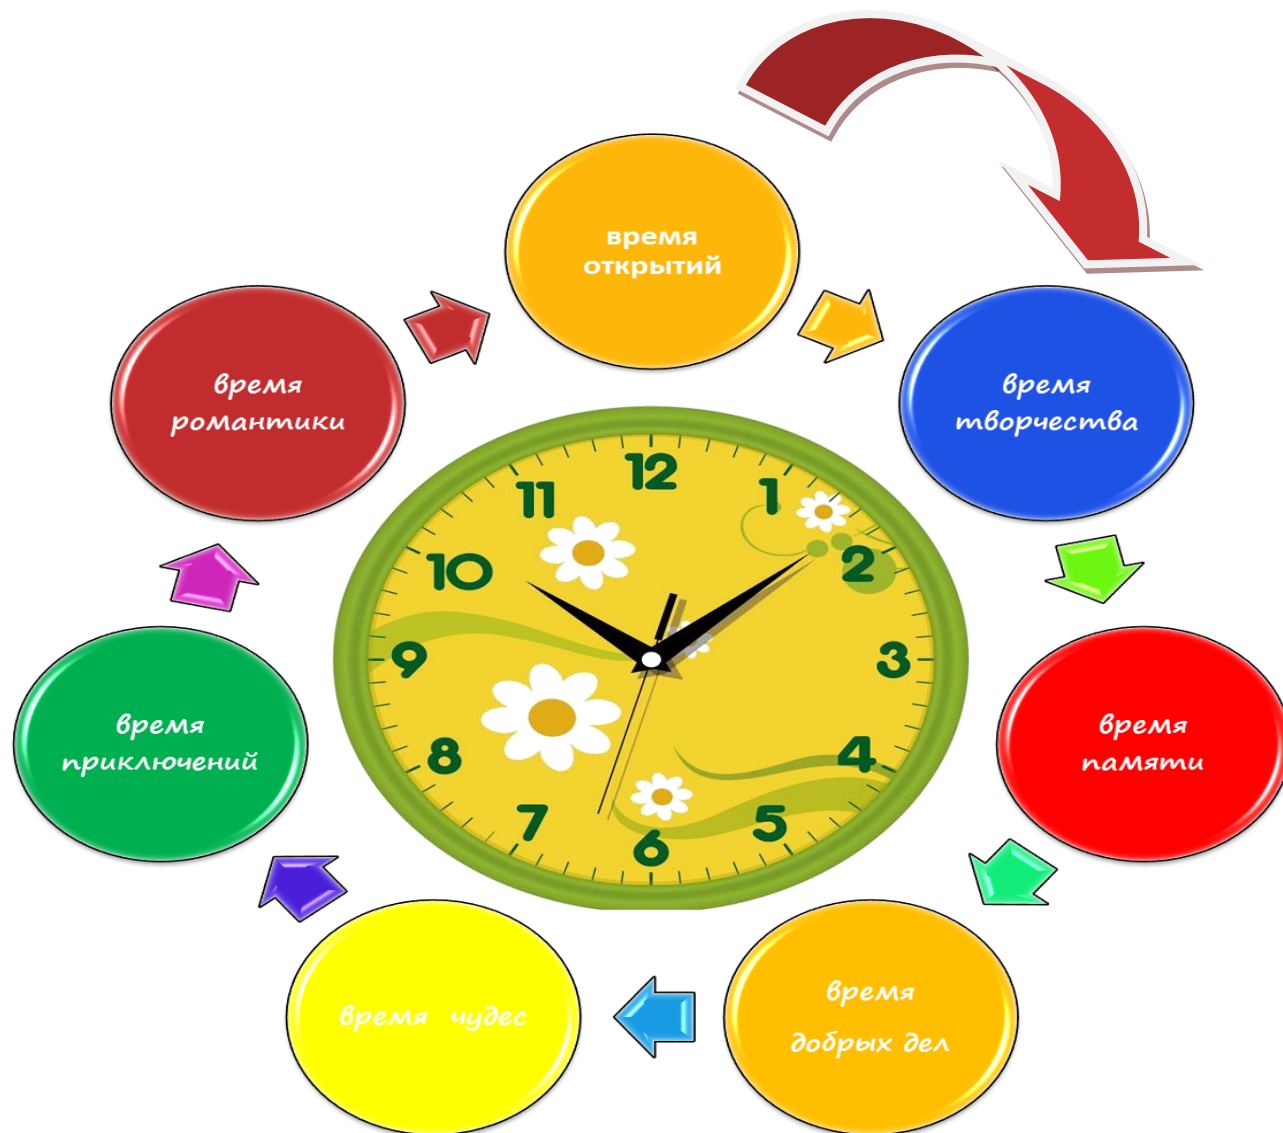 время
открытий
время
творчества
время
памяти
время
добрых дел
время чудес
время
приключений
время
романтики
12
1
2
3
4
5
6
7
8
9
10
11